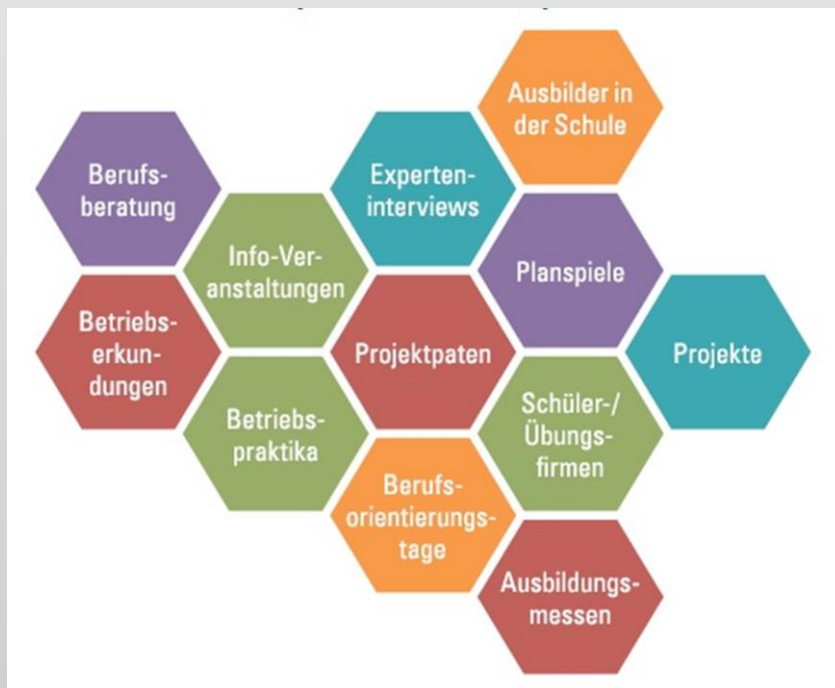 Ausbilder in
der Schule
Berufs-
beratung
Experten-
interviews
Info-Ver-
anstaltungen
Planspiele
Betriebs-
erkun-
dungen
Projektpaten
Projekte
Betriebs-
praktika
Schüler-/
Übungs-
firmen
Berufs-
orientierungs-
tage
Ausbildungs-
messen